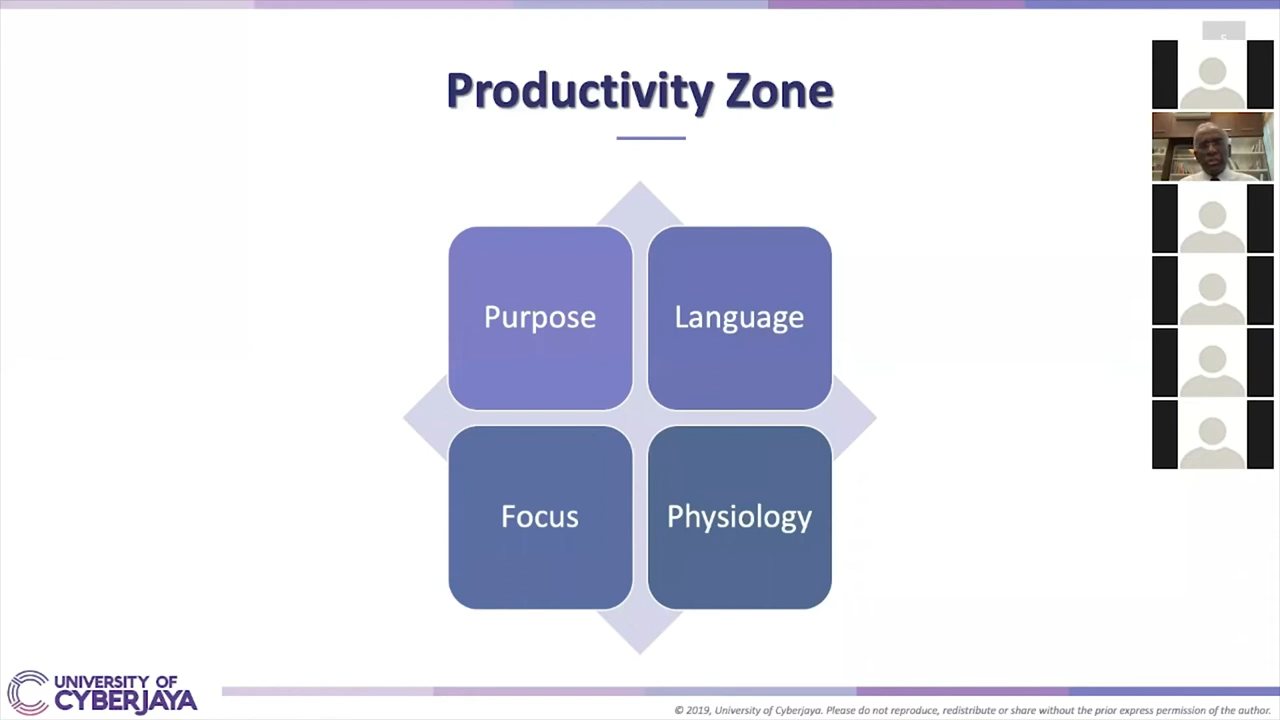 5
Productivity Zone
Purpose
Language
Focus
Physiology
UNIVERSITY OF
CYBERJAYA
© 2019, University of Cyberjaya. Please do not reproduce, redistribute or share without the prior express permission of the author.